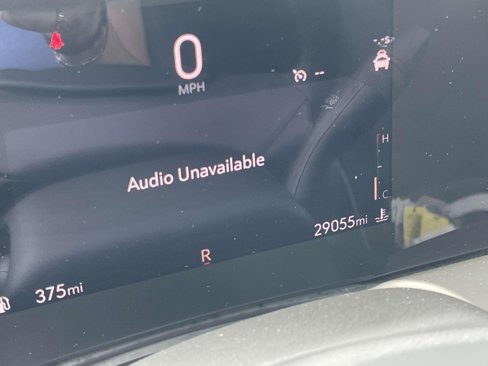 0
MPH
--
Audio Unavailable
H
C
29055mi
R
375mi